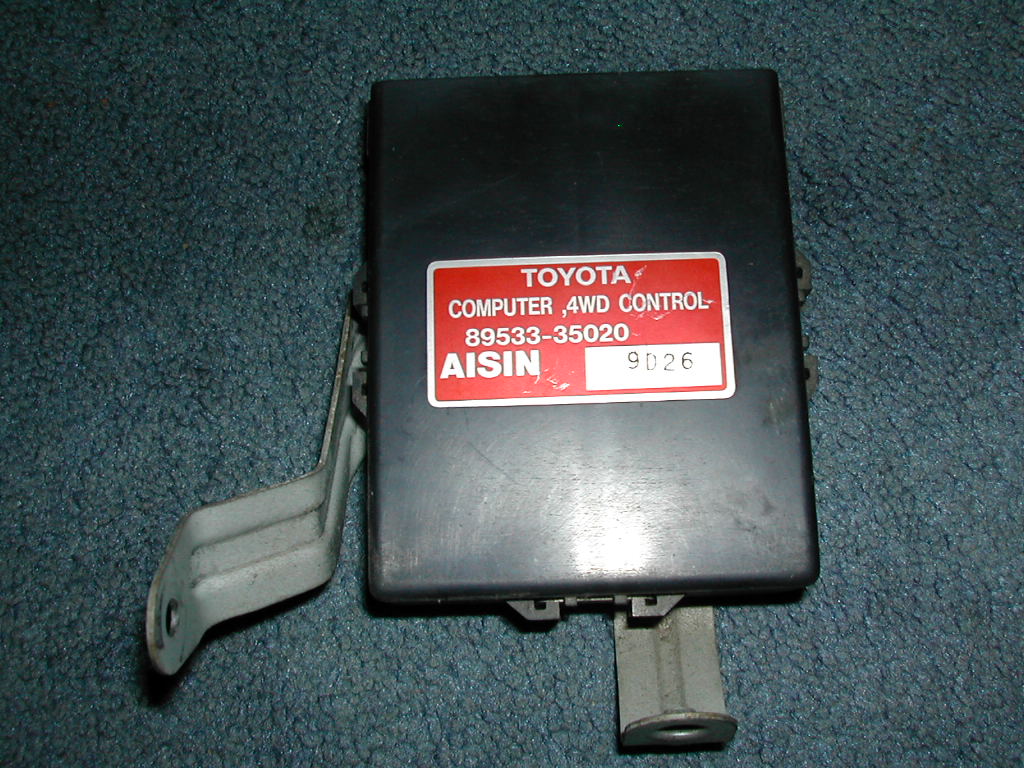 TOYOTA
COMPUTER ,4WD CONTROL
89533-35020
AISIN 9D26